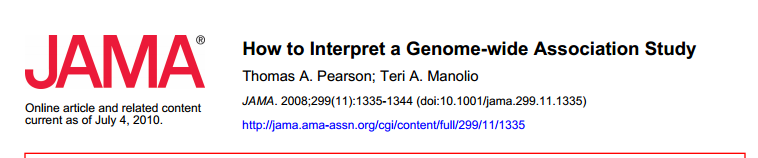 JAMA®
Online article and related content
current as of July 4, 2010.
How to Interpret a Genome-wide Association Study
Thomas A. Pearson; Teri A. Manolio
JAMA. 2008;299(11):1335-1344 (doi:10.1001/jama.299.11.1335)
http://jama.ama-assn.org/cgi/content/full/299/11/1335